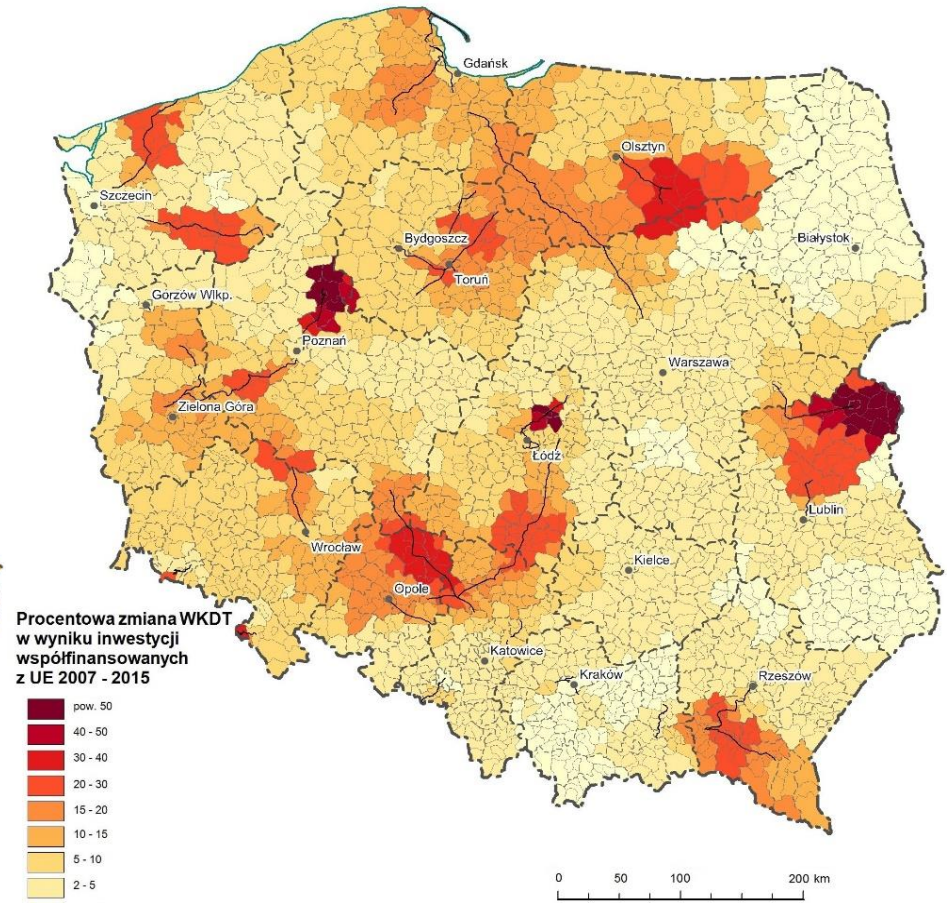 Gdańsk
Olsztyn
Szczecin
Bydgoszcz
Białystok
Toruń
Gorzów Wlkp.
Poznań
Warszawa
Zielona Góra
Łódź
Lublin
Wrocław
Kielce
Opole
Procentowa zmiana WKDT
w wyniku inwestycji
współfinansowanych
z UE 2007 - 2015
Katowice
Kraków
Rzeszów
pow. 50
40 - 50
30 - 40
20 - 30
15 - 20
10 - 15
5 - 10
2 - 5
0 50 100 200 km